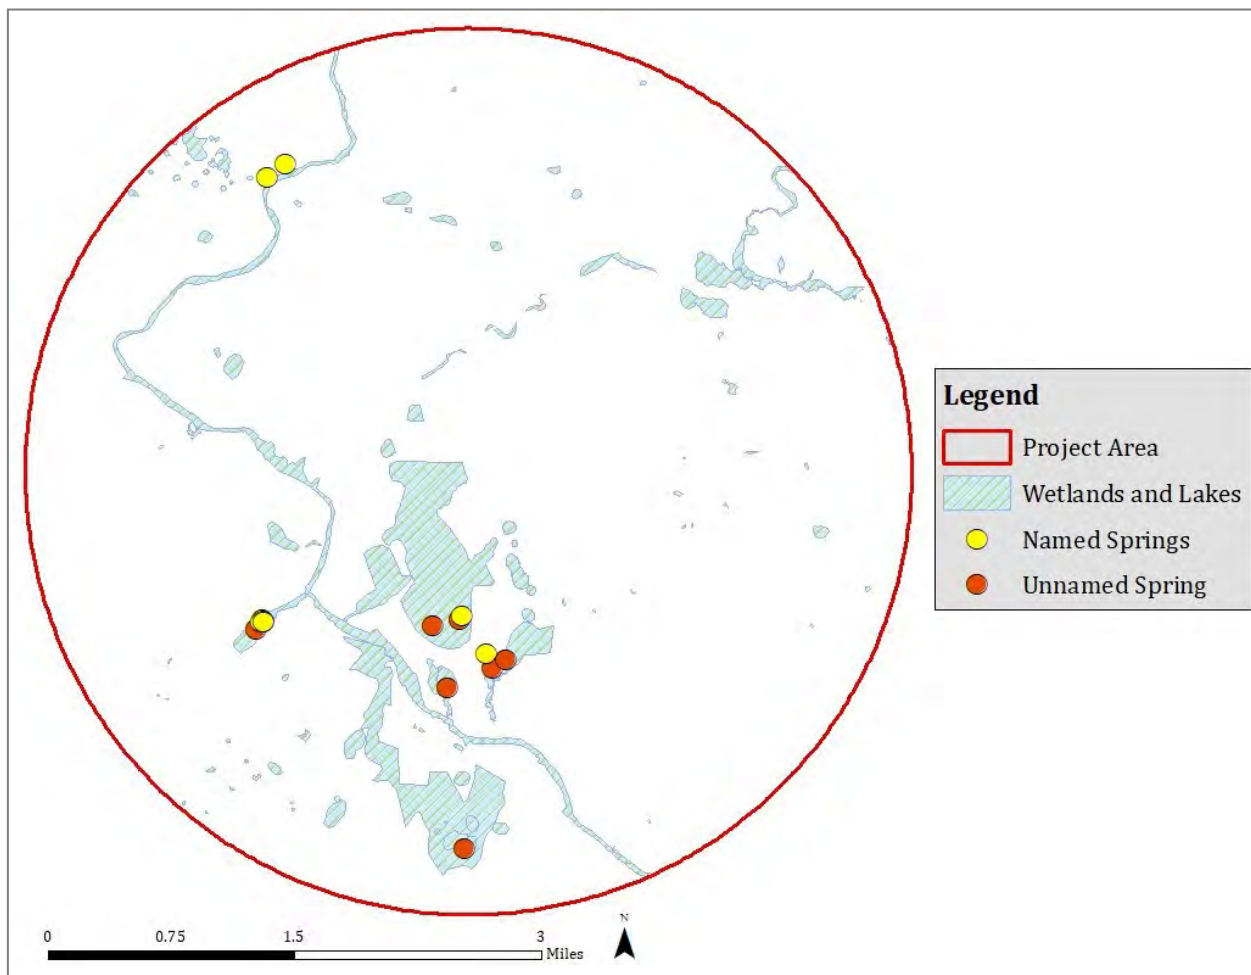 Legend
Project Area
Wetlands and Lakes
Named Springs
Unnamed Spring
0 0.75 1.5 3
Miles
N